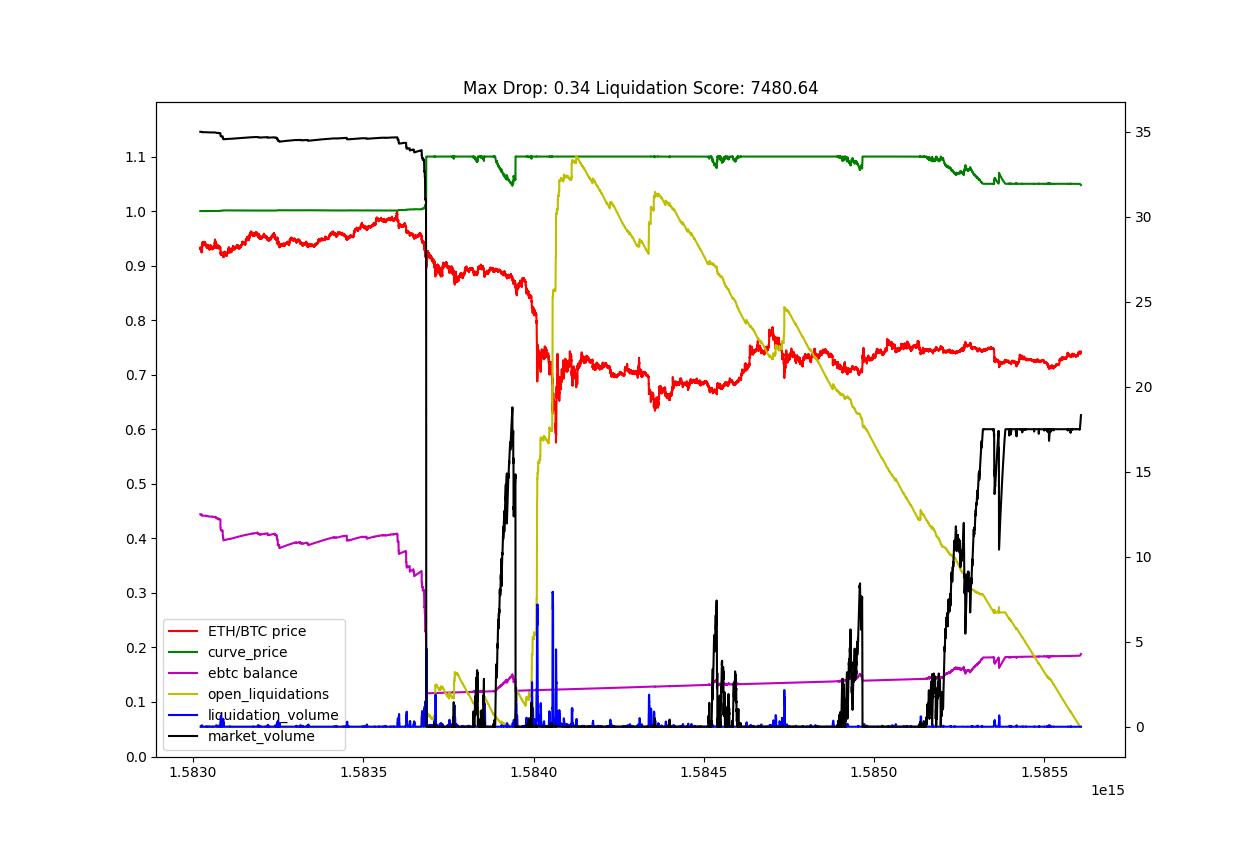 Max Drop: 0.34 Liquidation Score: 7480.64
1.1
1.0
0.9
0.8
0.7
0.6
0.5
0.4
0.3
0.2
0.1
0.0
35
30
25
20
15
10
5
0
ETH/BTC price
curve_price
ebtc balance
open_liquidations
liquidation_volume
market_volume
1.5830 1.5835 1.5840 1.5845 1.5850 1.5855
1e15